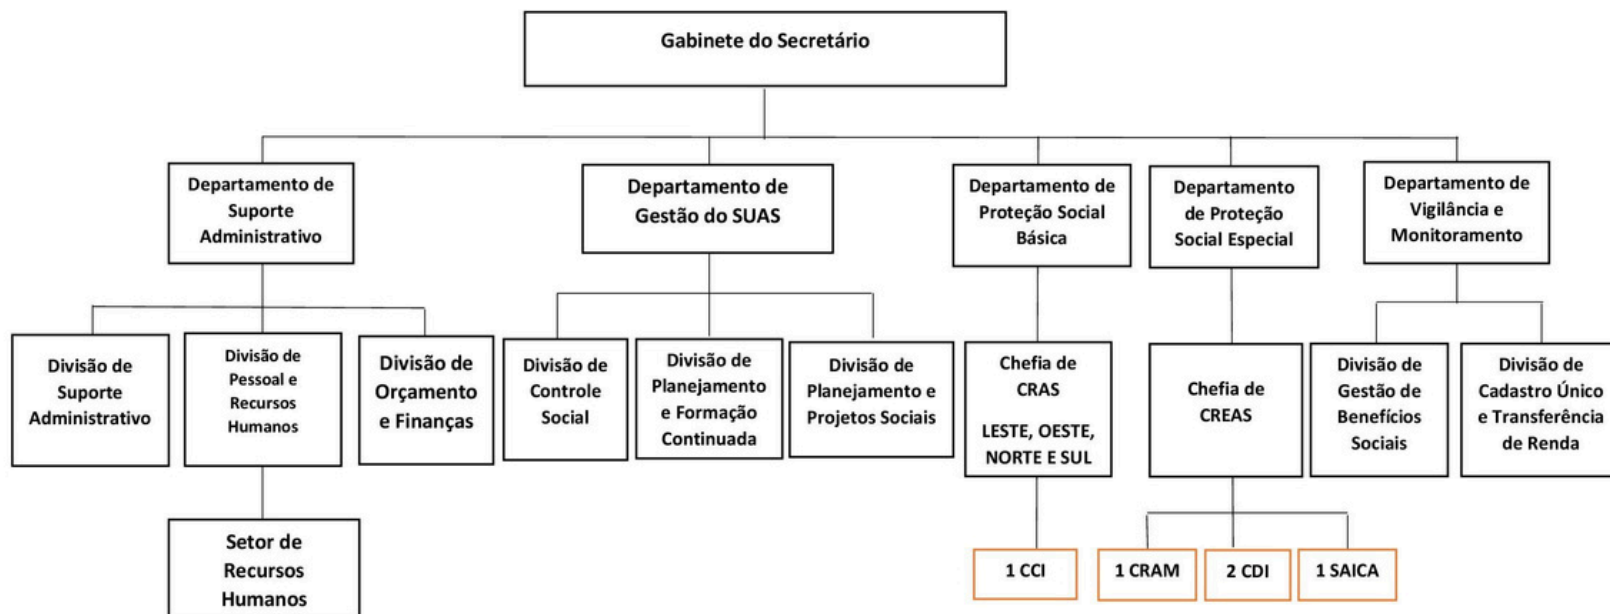 Gabinete do Secretário
Departamento de
Suporte
Administrativo
Departamento de
Gestão do SUAS
Departamento de
Proteção Social
Básica
Departamento
de Proteção
Social Especial
Departamento de
Vigilância e
Monitoramento
Divisão de
Suporte
Administrativo
Divisão de
Pessoal e
Recursos
Humanos
Divisão de
Orçamento
e Finanças
Divisão de
Controle
Social
Divisão de
Planejamento
e Formação
Continuada
Divisão de
Planejamento e
Projetos Sociais
Chefia de
CRAS
LESTE, OESTE,
NORTE E SUL
Chefia de
CREAS
Divisão de
Gestão de
Benefícios
Sociais
Divisão de
Cadastro Único
e Transferência
de Renda
Setor de
Recursos
Humanos
1 CCI
1 CRAM
2 CDI
1 SAICA